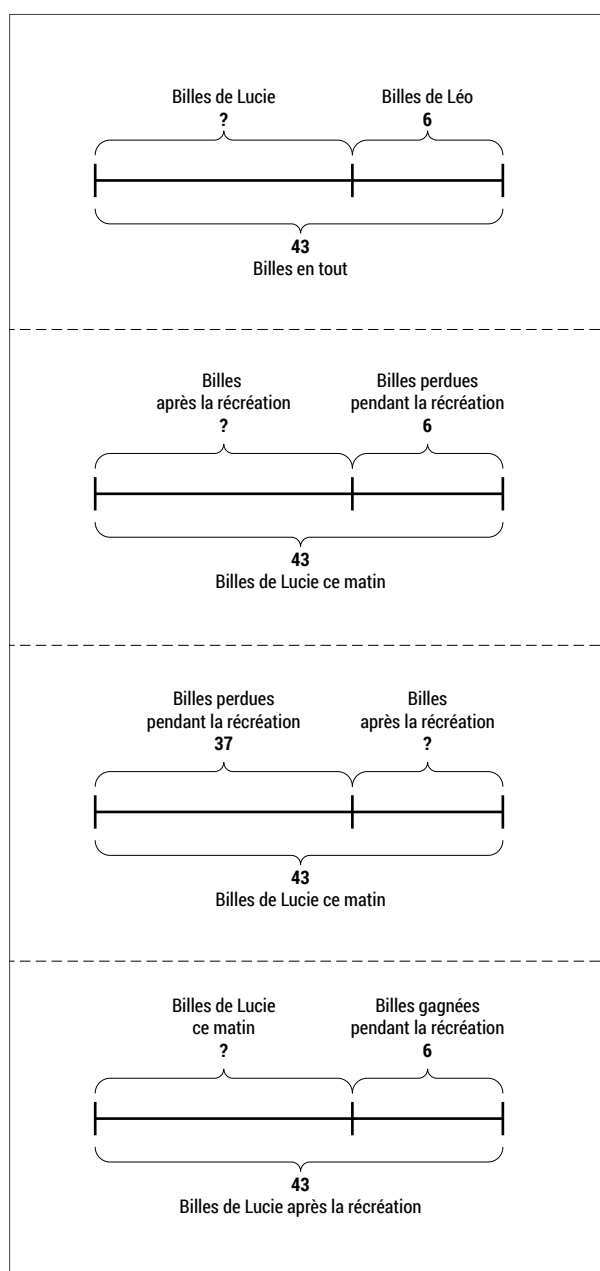 Billes de Lucie
?
Billes de Léo
6
43
Billes en tout
Billes
après la récréation
?
Billes perdues
pendant la récréation
6
43
Billes de Lucie ce matin
Billes perdues
pendant la récréation
37
Billes
après la récréation
?
43
Billes de Lucie ce matin
Billes de Lucie
ce matin
?
Billes gagnées
pendant la récréation
6
43
Billes de Lucie après la récréation